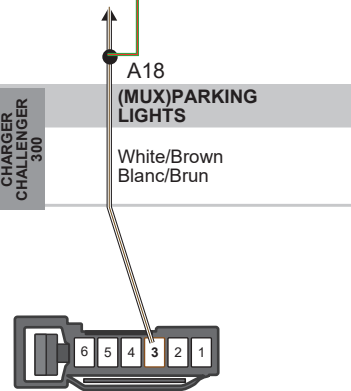 A18
(MUX)PARKING
LIGHTS
CHARGER
CHALLENGER
300
White/Brown
Blanc/Brun
6 5 4 3 2 1